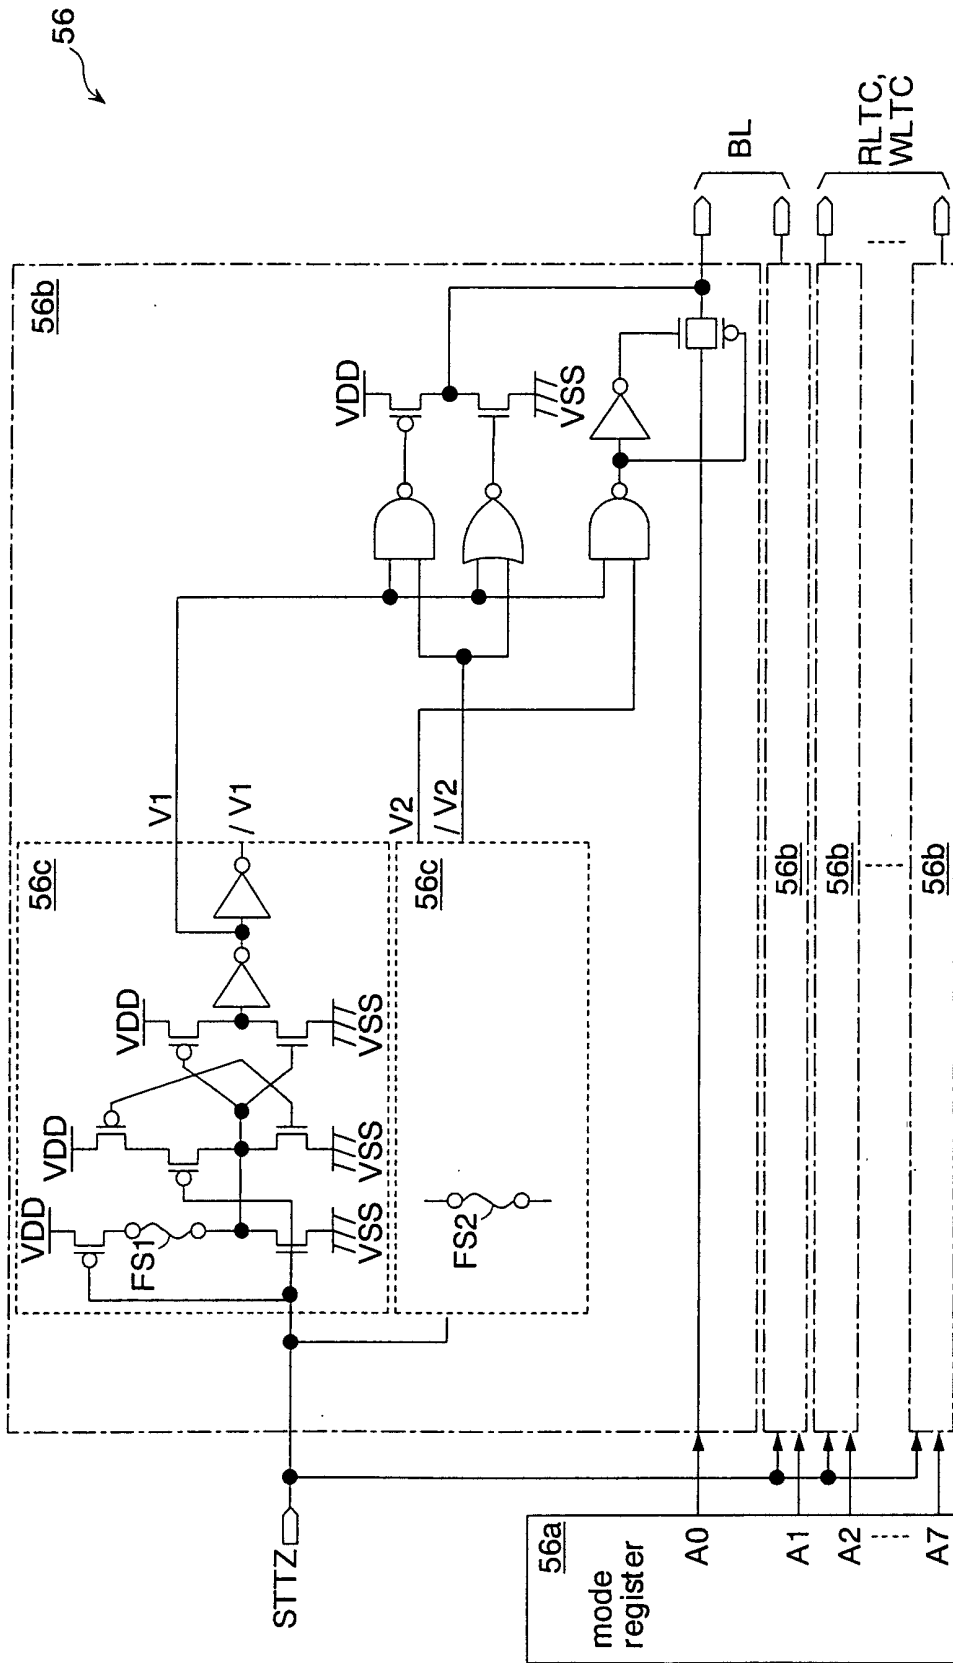 56
56b
VDD
VSS
BL
RLTC,
WLTC
V1
/ V1
V2
/ V2
56c
VDD
VDD
VDD
FS1
VSS
VSS
VSS
56c
FS2
STTZ
56b
56b
56b
56a
mode
register
A0
A1
A2
A7